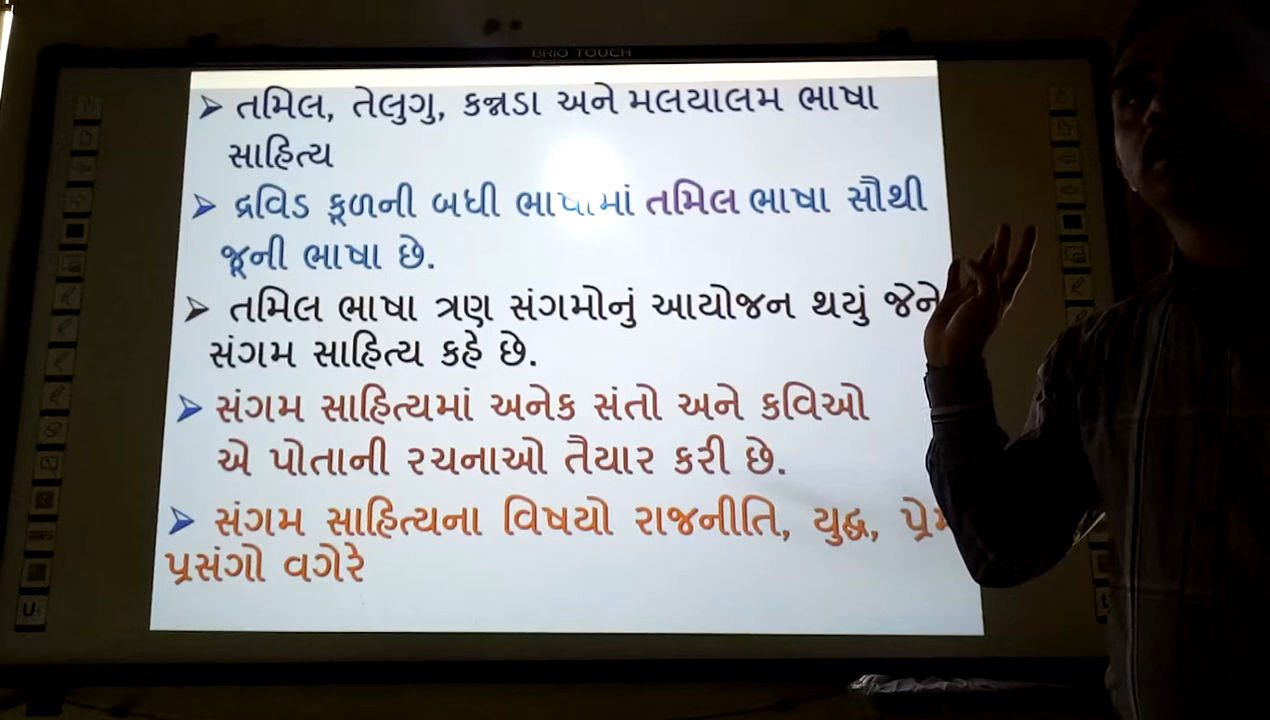 BRIO TOUCH
➢ તમિલ, તેલુગુ, કન્નડા અને મલયાલમ ભાષા
સાહિત્ય
➢ દ્રવિડ કૂળની બધી ભાષામાં તમિલ ભાષા સૌથી
જૂની ભાષા છે.
➢ તમિલ ભાષા ત્રણ સંગમોનું આયોજન થયું જેને
સંગમ સાહિત્ય કહે છે.
➢ સંગમ સાહિત્યમાં અનેક સંતો અને કવિઓ
એ પોતાની રચનાઓ તૈયાર કરી છે.
➢ સંગમ સાહિત્યના વિષયો રાજનીતિ, યુદ્ધ, પ્રેમ
પ્રસંગો વગેરે